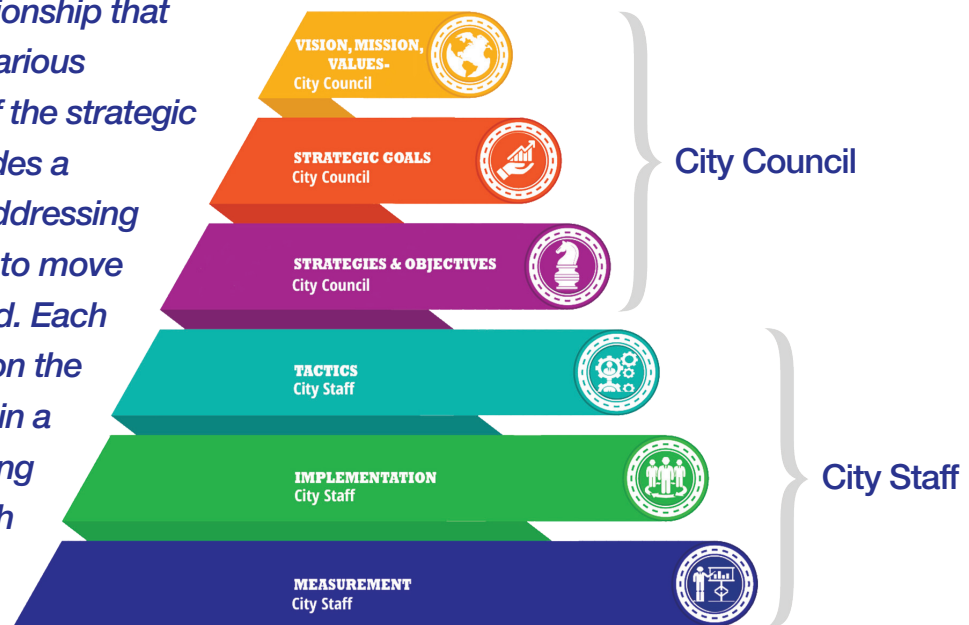 ionship that
arious
f the strategic
des a
ddressing
to move
d. Each
on the
in a
ng
h
VISION, MISSION,
VALUES-
City Council
STRATEGIC GOALS
City Council
STRATEGIES & OBJECTIVES
City Council
TACTICS
City Staff
IMPLEMENTATION
City Staff
MEASUREMENT
City Staff
City Council
City Staff